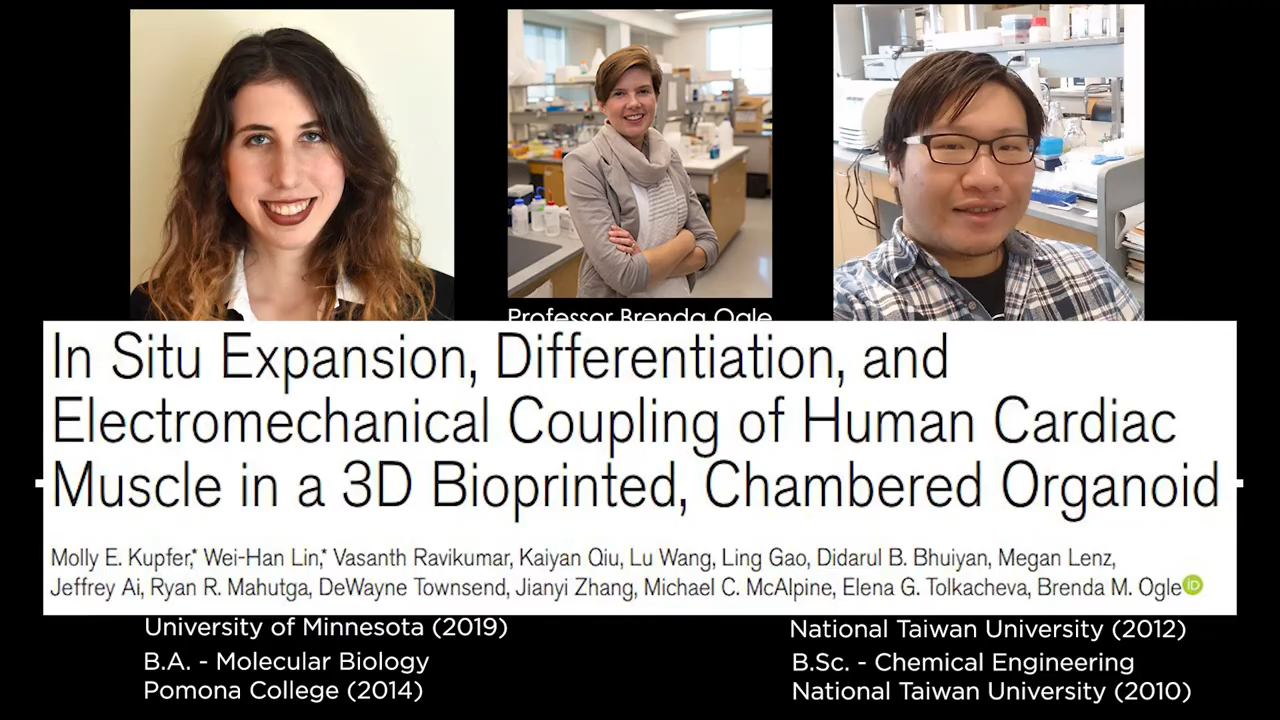 Professor Brenda Ogle
In Situ Expansion, Differentiation, and
Electromechanical Coupling of Human Cardiac
Muscle in a 3D Bioprinted, Chambered Organoid
Molly E. Kupfer,* Wei-Han Lin,* Vasanth Ravikumar, Kaiyan Qiu, Lu Wang, Ling Gao, Didarul B. Bhuiyan, Megan Lenz,
Jeffrey Ai, Ryan R. Mahutga, DeWayne Townsend, Jianyi Zhang, Michael C. McAlpine, Elena G. Tolkacheva, Brenda M. Ogle iD
University of Minnesota (2019)
B.A. - Molecular Biology
Pomona College (2014)
National Taiwan University (2012)
B.Sc. - Chemical Engineering
National Taiwan University (2010)